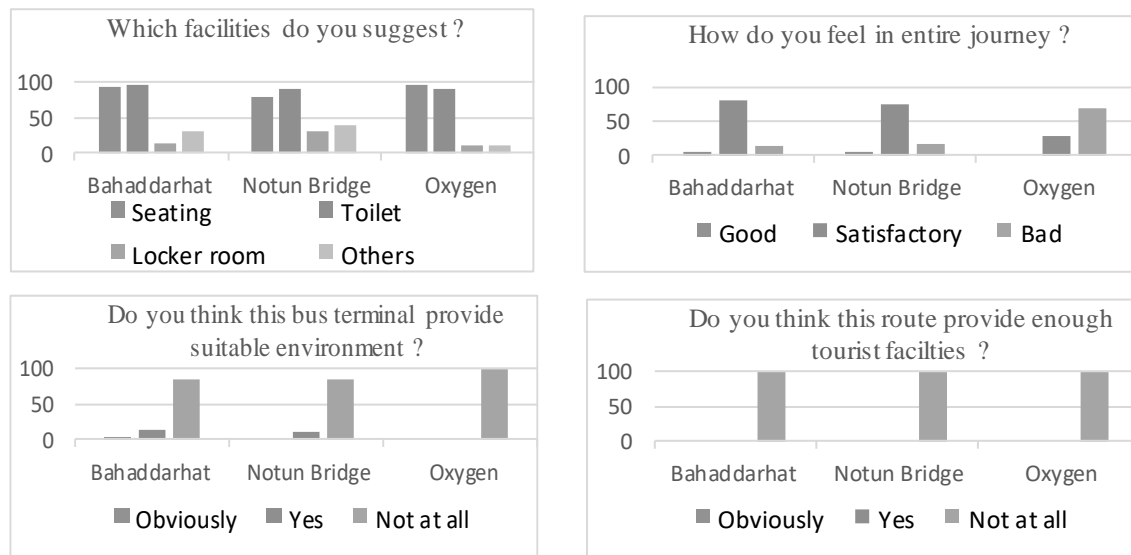 Which facilities do you suggest ?
100
50
0
Bahaddarhat Notun Bridge Oxygen
Seating Toilet
Locker room Others
How do you feel in entire journey ?
100
50
0
Bahaddarhat Notun Bridge Oxygen
Good Satisfactory Bad
Do you think this bus terminal provide
suitable environment ?
100
50
0
Bahaddarhat Notun Bridge Oxygen
Obviously Yes Not at all
Do you think this route provide enough
tourist facilties ?
100
50
0
Bahaddarhat Notun Bridge Oxygen
Obviously Yes Not at all